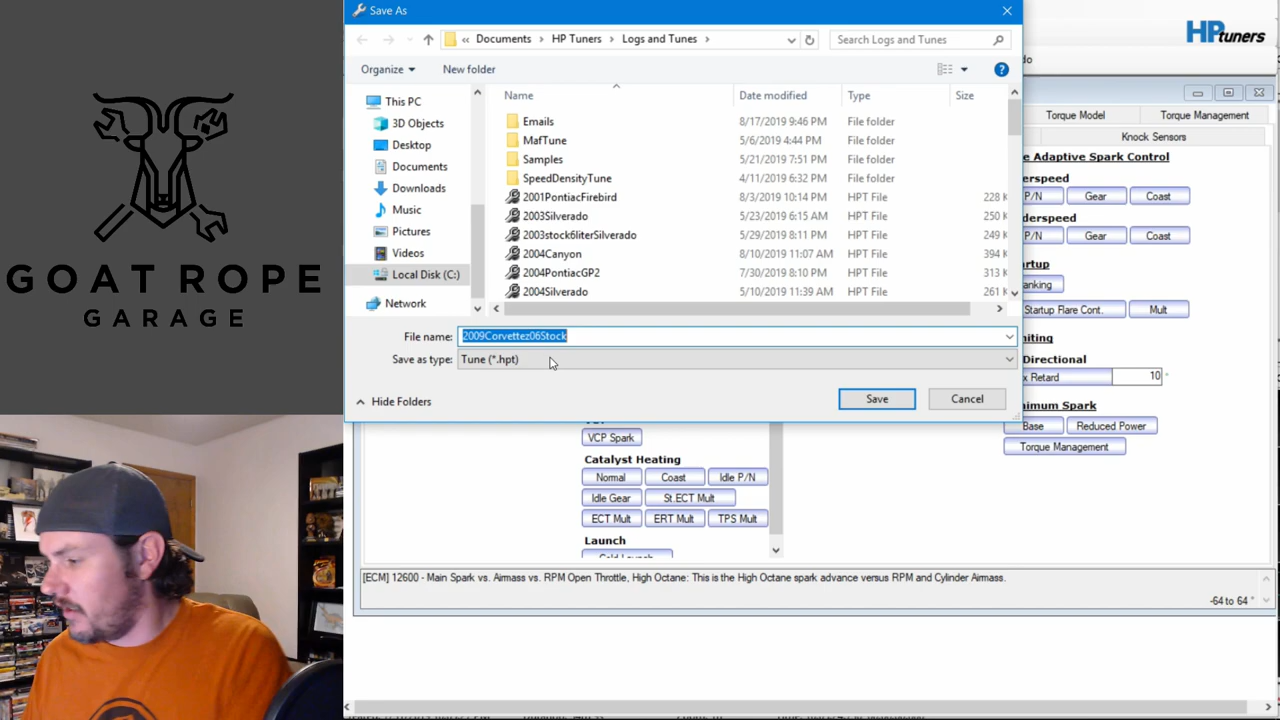 Save As
Documents
HP Tuners
Logs and Tunes
Search Logs and Tunes
HPtuners
do
Organize
New folder
This PC
3D Objects
Desktop
Documents
Downloads
Music
Pictures
Videos
Local Disk (C:)
Network
Name
Date modified
Type
Size
Emails 8/17/2019 9:46 PM File folder
MafTune 5/6/2019 4:44 PM File folder
Samples 5/21/2019 7:51 PM File folder
SpeedDensityTune 4/11/2019 6:32 PM File folder
2001PontiacFirebird 8/3/2019 10:14 PM HPT File 228 K
2003Silverado 5/23/2019 6:15 AM HPT File 250 K
2003stock6literSilverado 5/29/2019 8:11 PM HPT File 249 K
2004Canyon 8/10/2019 11:07 AM HPT File 394 K
2004PontiacGP2 7/30/2019 8:10 PM HPT File 313 K
2004Silverado 5/10/2019 11:39 AM HPT File 261 K
File name: 2009Corvettez06Stock
Save as type: Tune (*.hpt)
Hide Folders
Save
Cancel
Torque Model
Torque Management
Knock Sensors
e Adaptive Spark Control
erspeed
P/N
Gear
Coast
derspeed
P/N
Gear
Coast
rtup
anking
Startup Flare Cont.
Mult
iting
Directional
x Retard 10 °
imum Spark
Base
Reduced Power
Torque Management
VCP Spark
Catalyst Heating
Normal
Coast
Idle P/N
Idle Gear
St.ECT Mult
ECT Mult
ERT Mult
TPS Mult
Launch
[ECM] 12600 - Main Spark vs. Airmass vs. RPM Open Throttle, High Octane: This is the High Octane spark advance versus RPM and Cylinder Airmass.
-64 to 64 °
GOAT ROPE
GARAGE